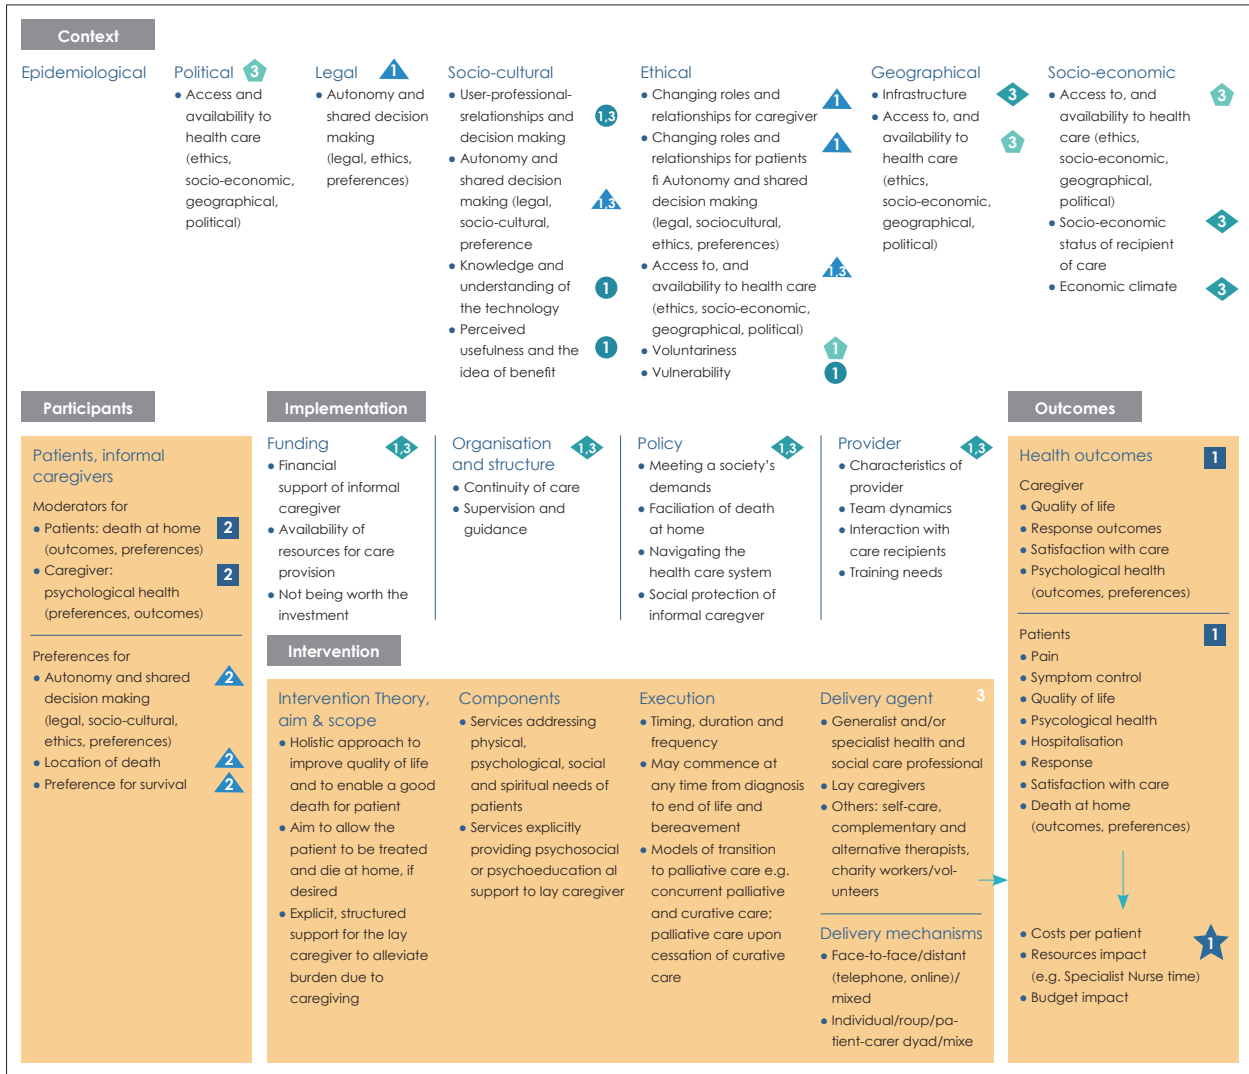 Context
Epidemiological
Political 3
• Access and
availability to
health care
(ethics,
socio-economic,
geographical,
political)
Legal 1
• Autonomy and
shared decision
making
(legal, ethics,
preferences)
Socio-cultural
• User-professional-
srelationships and
decision making
1,3
• Autonomy and
shared decision
making (legal,
socio-cultural,
preference
1,3
• Knowledge and
understanding of
the technology
1
• Perceived
usefulness and the
idea of benefit
1
Ethical
• Changing roles and
relationships for caregiver
1
• Changing roles and
relationships for patients
fi Autonomy and shared
decision making
(legal, sociocultural,
ethics, preferences)
1
• Access to, and
availability to health care
(ethics, socio-economic,
geographical, political)
1,3
• Voluntariness
1
• Vulnerability
1
Geographical
• Infrastructure
3
• Access to, and
availability to
health care
(ethics,
socio-economic,
geographical,
political)
3
Socio-economic
• Access to, and
availability to health
care (ethics,
socio-economic,
geographical,
political)
3
• Socio-economic
status of recipient
of care
3
• Economic climate
3
Participants
Patients, informal
caregivers
Moderators for
• Patients: death at home
(outcomes, preferences)
2
• Caregiver:
psychological health
(preferences, outcomes)
2
Preferences for
• Autonomy and shared
decision making
(legal, socio-cultural,
ethics, preferences)
2
• Location of death
2
• Preference for survival
2
Implementation
Funding 1,3
• Financial
support of informal
caregiver
• Availability of
resources for care
provision
• Not being worth the
investment
Organisation 1,3
and structure
• Continuity of care
• Supervision and
guidance
Policy 1,3
• Meeting a society's
demands
• Faciliation of death
at home
• Navigating the
health care system
• Social protection of
informal caregiver
Provider 1,3
• Characteristics of
provider
• Team dynamics
• Interaction with
care recipients
• Training needs
Intervention
Intervention Theory,
aim & scope
• Holistic approach to
improve quality of life
and to enable a good
death for patient
• Aim to allow the
patient to be treated
and die at home, if
desired
• Explicit, structured
support for the lay
caregiver to alleviate
burden due to
caregiving
Components
• Services addressing
physical,
psychological, social
and spiritual needs of
patients
• Services explicitly
providing psychosocial
or psychoeducation al
support to lay caregiver
Execution
• Timing, duration and
frequency
• May commence at
any time from diagnosis
to end of life and
bereavement
• Models of transition
to palliative care e.g.
concurrent palliative
and curative care;
palliative care upon
cessation of curative
care
Delivery agent 3
• Generalist and/or
specialist health and
social care professional
• Lay caregivers
• Others: self-care,
complementary and
alternative therapists,
charity workers/vol-
unteers
Delivery mechanisms
• Face-to-face/distant
(telephone, online)/
mixed
• Individual/roup/pa-
tient-carer dyad/mixe
Outcomes
Health outcomes 1
Caregiver
• Quality of life
• Response outcomes
• Satisfaction with care
• Psychological health
(outcomes, preferences)
Patients 1
• Pain
• Symptom control
• Quality of life
• Psycological health
• Hospitalisation
• Response
• Satisfaction with care
• Death at home
(outcomes, preferences)
• Costs per patient
• Resources impact
(e.g. Specialist Nurse time)
• Budget impact
1